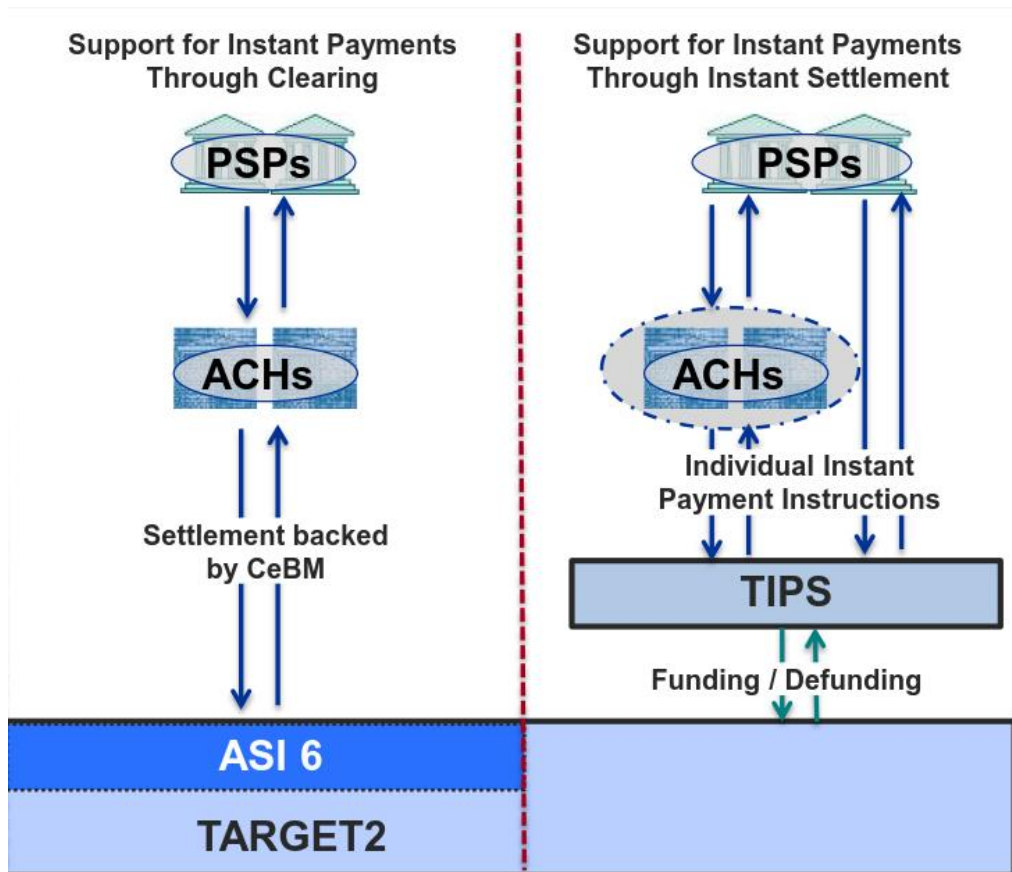 Support for Instant Payments
Through Clearing
PSPs
ACHs
Settlement backed
by CeBM
ASI 6
TARGET2
Support for Instant Payments
Through Instant Settlement
PSPs
ACHs
Individual Instant
Payment Instructions
TIPS
Funding / Defunding